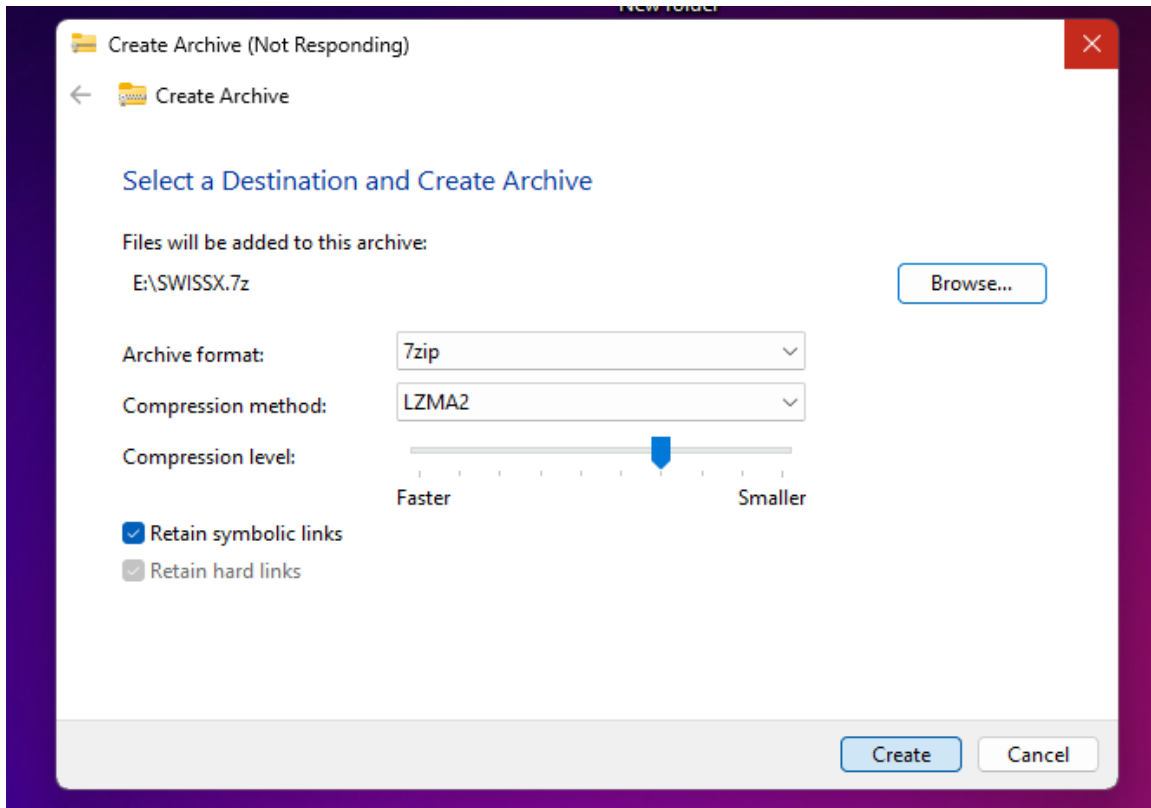 New folder
Create Archive (Not Responding)
Create Archive
Select a Destination and Create Archive
Files will be added to this archive:
E:\SWISSX.7z
Browse...
Archive format:
7zip
Compression method:
LZMA2
Compression level:
Faster
Smaller
Retain symbolic links
Retain hard links
Create
Cancel